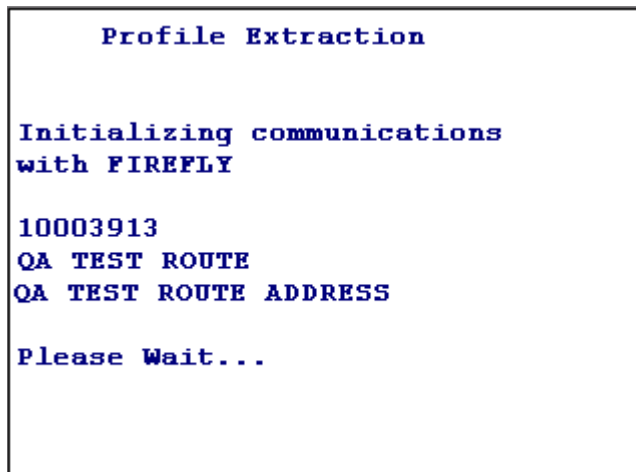 Profile Extraction
Initializing communications
with FIREFLY
10003913
QA TEST ROUTE
QA TEST ROUTE ADDRESS
Please Wait...